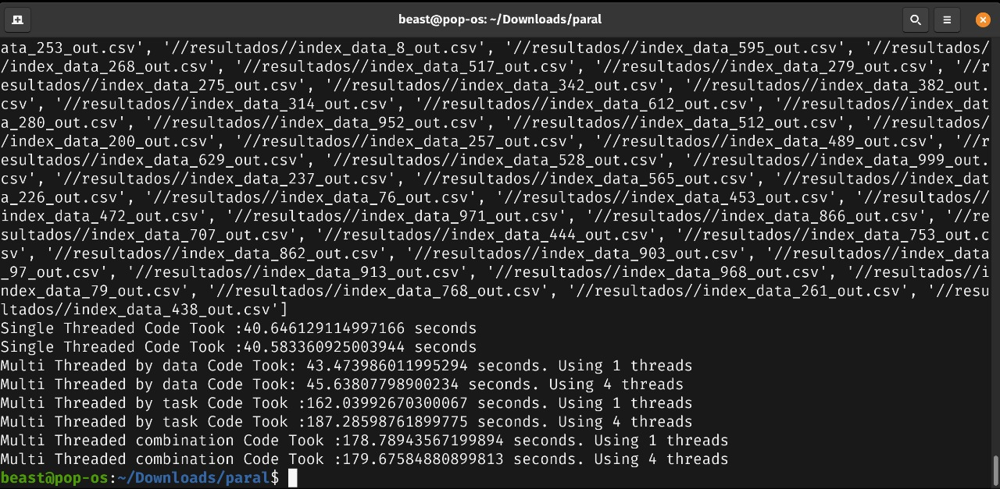 beast@pop-os: ~/Downloads/paral
ata_253_out.csv', '//resultados//index_data_8_out.csv', '//resultados//index_data_595_out.csv', '//resultados/
/index_data_268_out.csv', '//resultados//index_data_517_out.csv', '//resultados//index_data_279_out.csv', '//r
esultados//index_data_275_out.csv', '//resultados//index_data_342_out.csv', '//resultados//index_data_382_out.
csv', '//resultados//index_data_314_out.csv', '//resultados//index_data_612_out.csv', '//resultados//index_dat
a_280_out.csv', '//resultados//index_data_952_out.csv', '//resultados//index_data_512_out.csv', '//resultados/
/index_data_200_out.csv', '//resultados//index_data_257_out.csv', '//resultados//index_data_489_out.csv', '//r
esultados//index_data_629_out.csv', '//resultados//index_data_528_out.csv', '//resultados//index_data_999_out.
csv', '//resultados//index_data_237_out.csv', '//resultados//index_data_565_out.csv', '//resultados//index_dat
a_226_out.csv', '//resultados//index_data_76_out.csv', '//resultados//index_data_453_out.csv', '//resultados//
index_data_472_out.csv', '//resultados//index_data_971_out.csv', '//resultados//index_data_866_out.csv', '//re
sultados//index_data_707_out.csv', '//resultados//index_data_444_out.csv', '//resultados//index_data_753_out.c
sv', '//resultados//index_data_862_out.csv', '//resultados//index_data_903_out.csv', '//resultados//index_data
_97_out.csv', '//resultados//index_data_913_out.csv', '//resultados//index_data_968_out.csv', '//resultados//i
ndex_data_79_out.csv', '//resultados//index_data_768_out.csv', '//resultados//index_data_261_out.csv', '//resu
ltados//index_data_438_out.csv']
Single Threaded Code Took :40.646129114997166 seconds
Single Threaded Code Took :40.583360925003944 seconds
Multi Threaded by data Code Took: 43.473986011995294 seconds. Using 1 threads
Multi Threaded by data Code Took: 45.63807798900234 seconds. Using 4 threads
Multi Threaded by task Code Took :162.03992670300067 seconds. Using 1 threads
Multi Threaded by task Code Took :187.28598761899775 seconds. Using 4 threads
Multi Threaded combination Code Took :178.78943567199894 seconds. Using 1 threads
Multi Threaded combination Code Took :179.67584880899813 seconds. Using 4 threads
beast@pop-os:~/Downloads/paral$